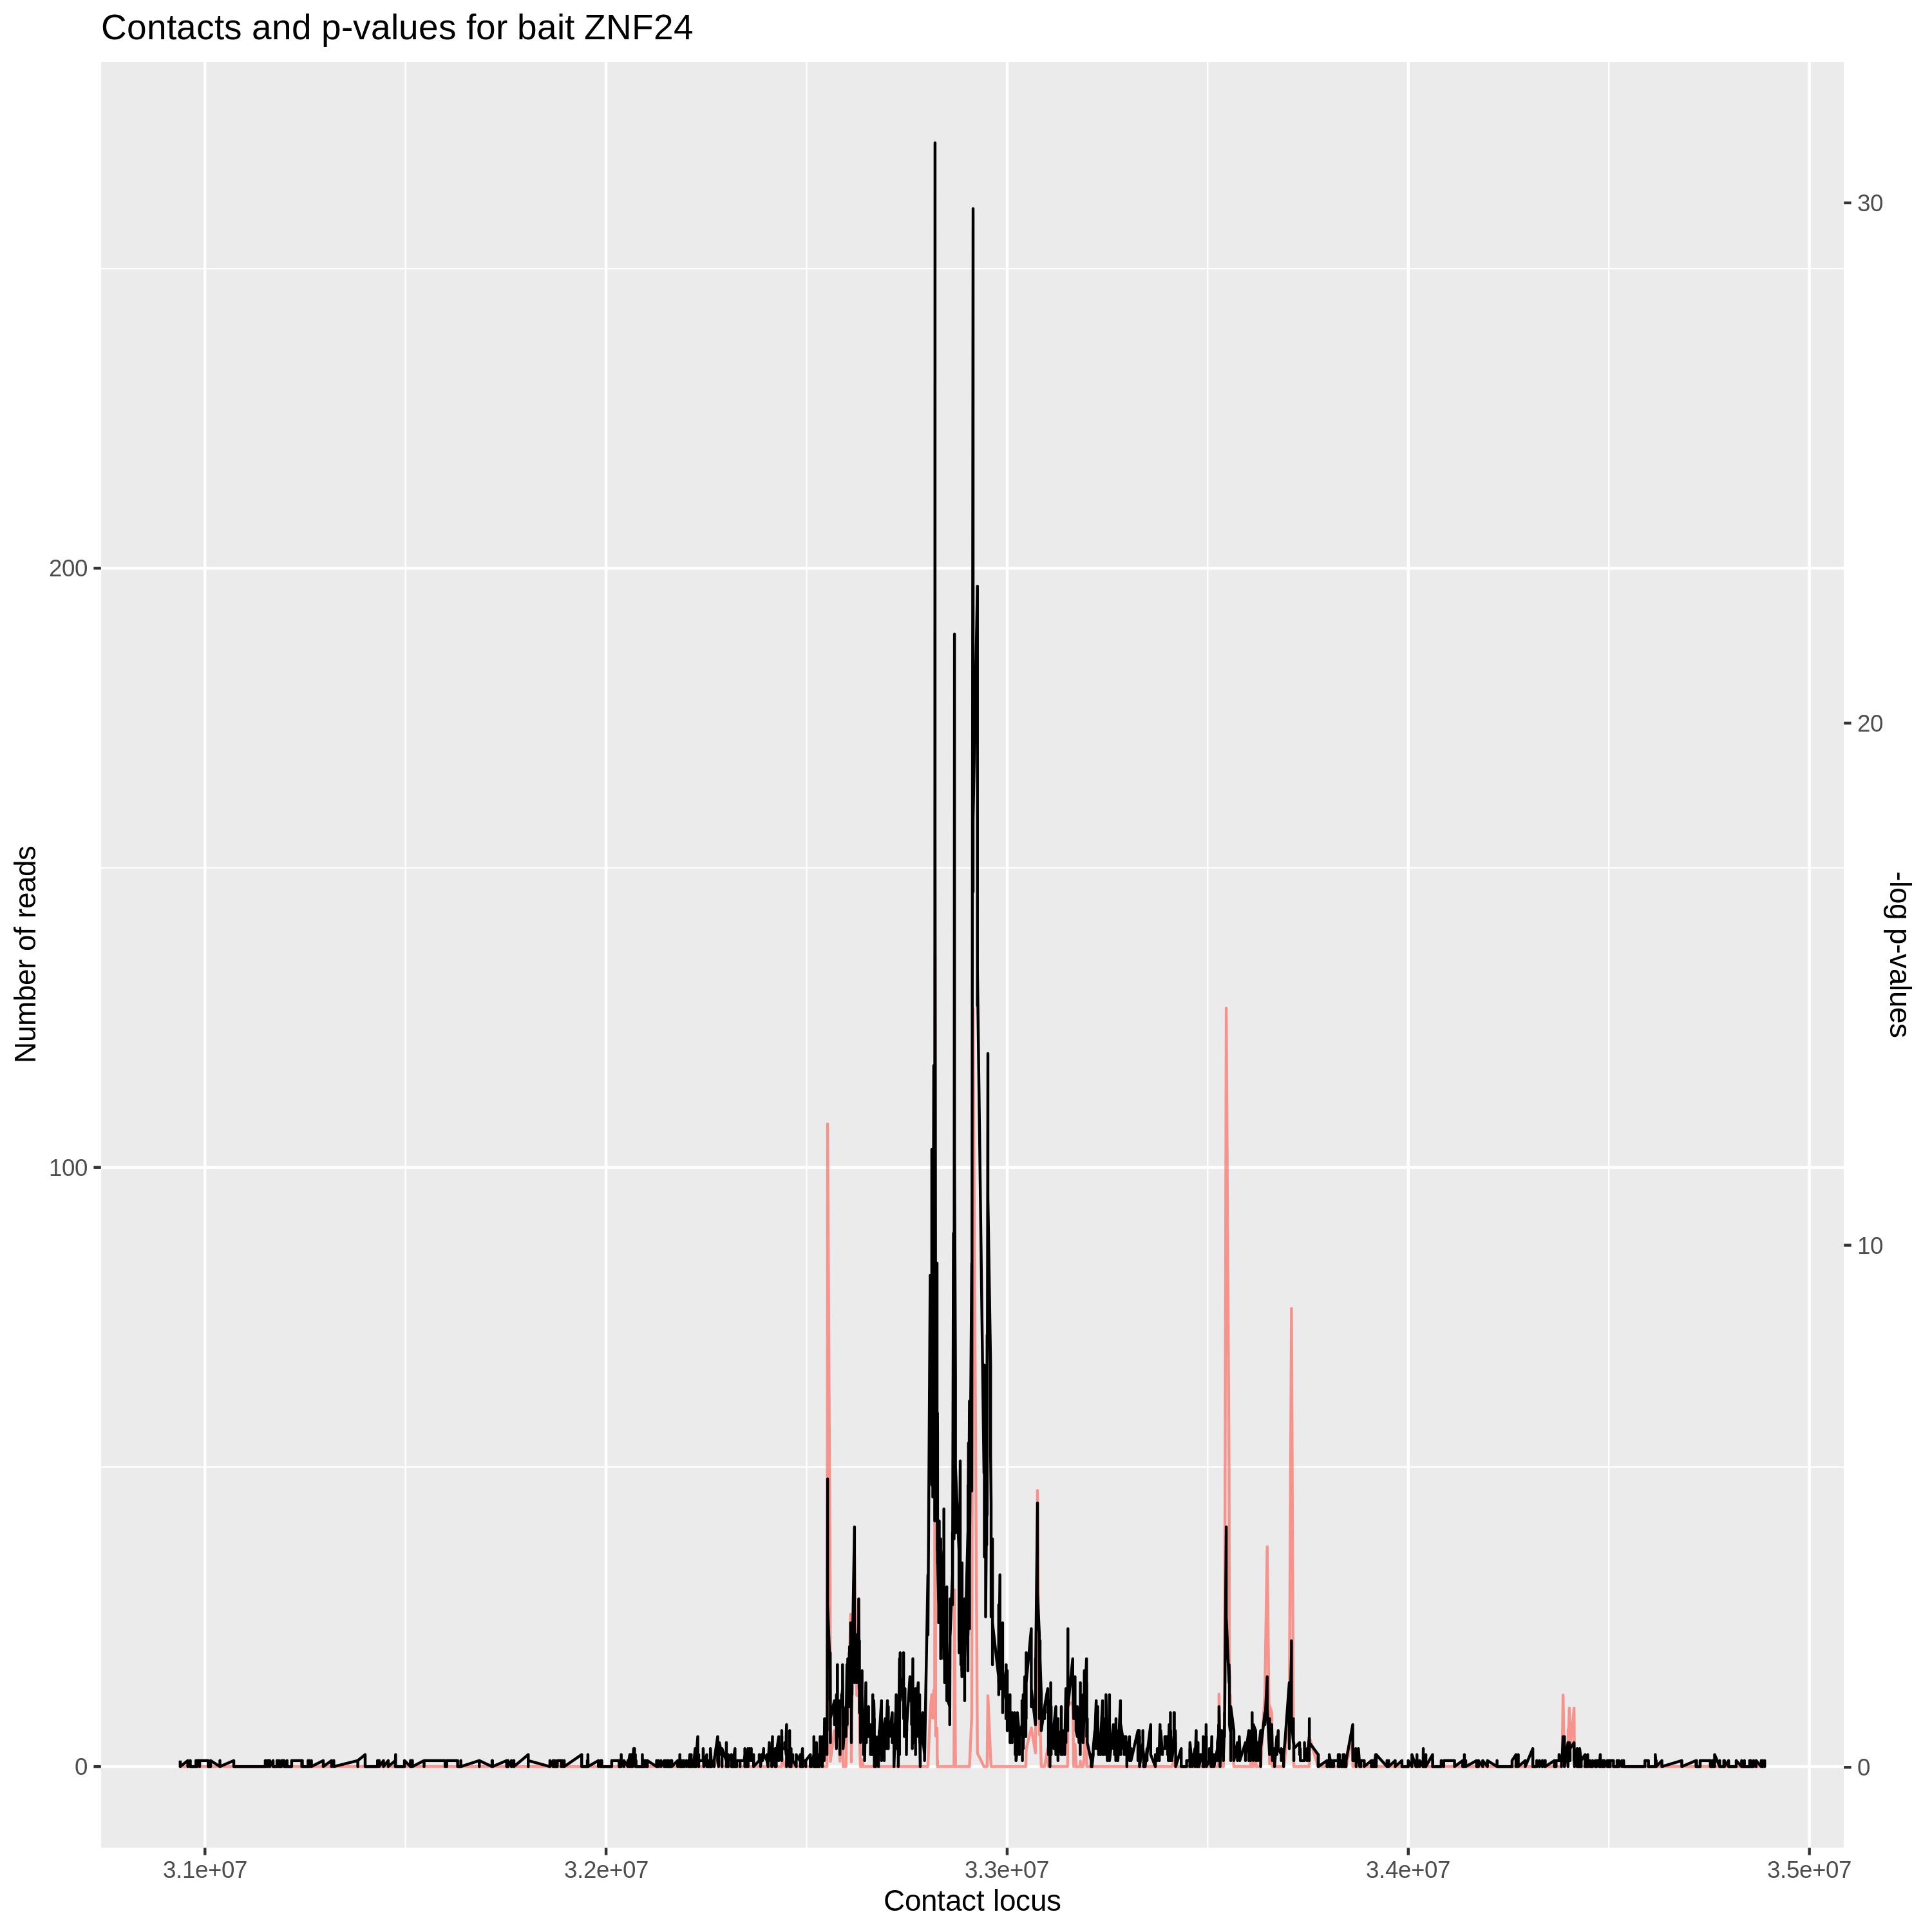 Contacts and p-values for bait ZNF24
30
200
20
Number of reads
-log p-values
100
10
0
0
3.1e+07
3.2e+07
3.3e+07
3.4e+07
3.5e+07
Contact locus